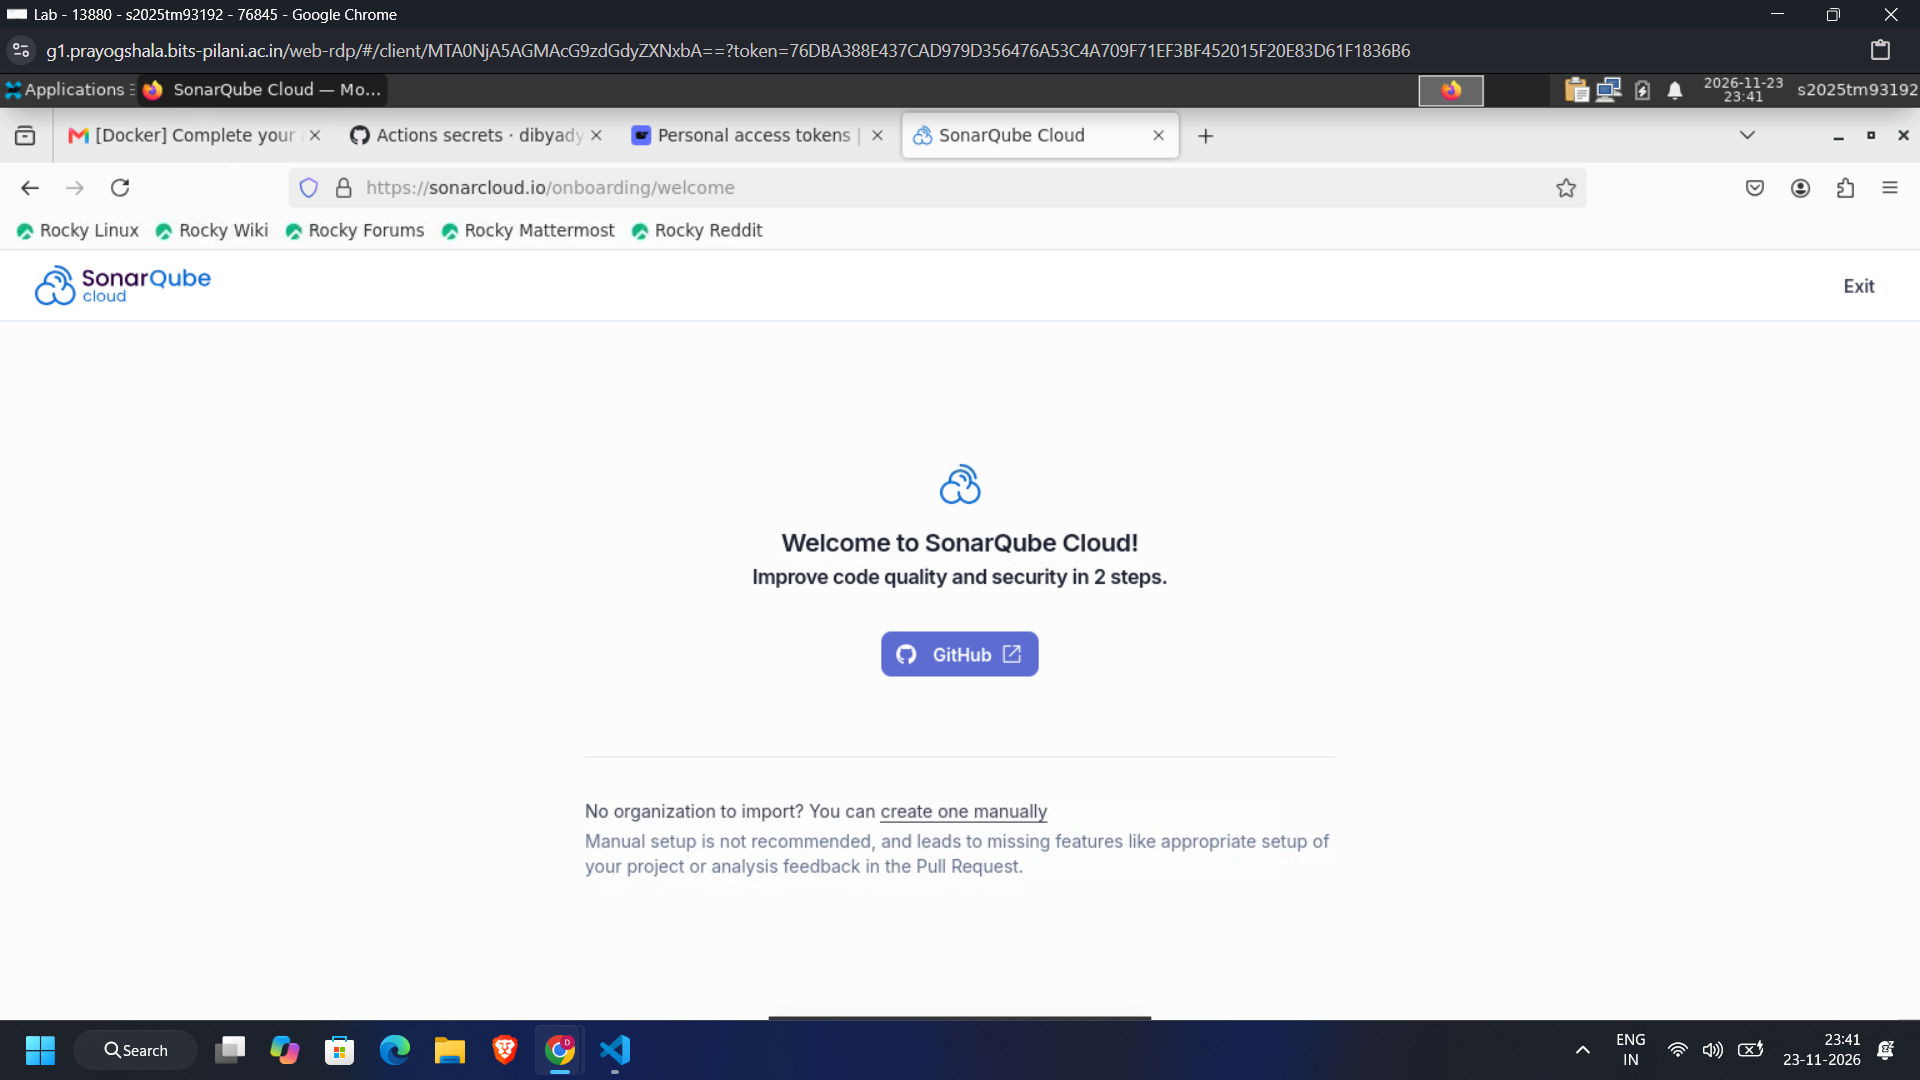 Lab - 13880 - s2025tm93192 - 76845 - Google Chrome
g1.prayogshala.bits-pilani.ac.in/web-rdp/#/client/MTA0NjA5AGMAcG9zdGdyZXNxbA==?token=76DBA388E437CAD979D356476A53C4A709F71EF3BF452015F20E83D61F1836B6
Applications
SonarQube Cloud — Mo...
2026-11-23
23:41
s2025tm93192
[Docker] Complete your
Actions secrets · dibyady
Personal access tokens |
SonarQube Cloud
https://sonarcloud.io/onboarding/welcome
Rocky Linux
Rocky Wiki
Rocky Forums
Rocky Mattermost
Rocky Reddit
SonarQube
cloud
Exit
Welcome to SonarQube Cloud!
Improve code quality and security in 2 steps.
GitHub
No organization to import? You can create one manually
Manual setup is not recommended, and leads to missing features like appropriate setup of
your project or analysis feedback in the Pull Request.
Search
D
ENG
IN
23:41
23-11-2026